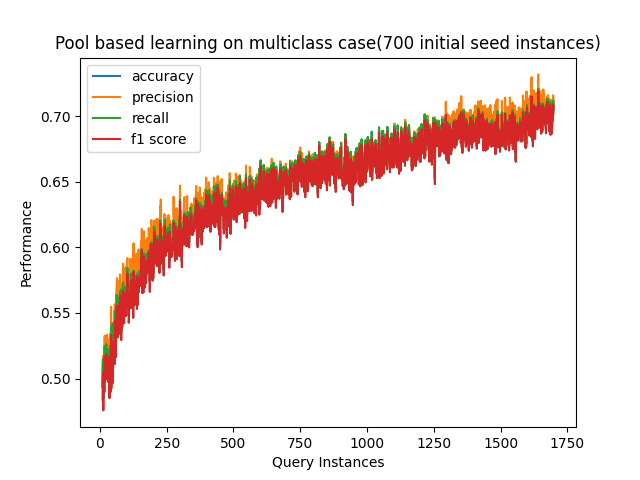 Pool based learning on multiclass case(700 initial seed instances)
accuracy
precision
recall
f1 score
0.70
0.65
0.60
0.55
0.50
Performance
0
250
500
750
1000
1250
1500
1750
Query Instances